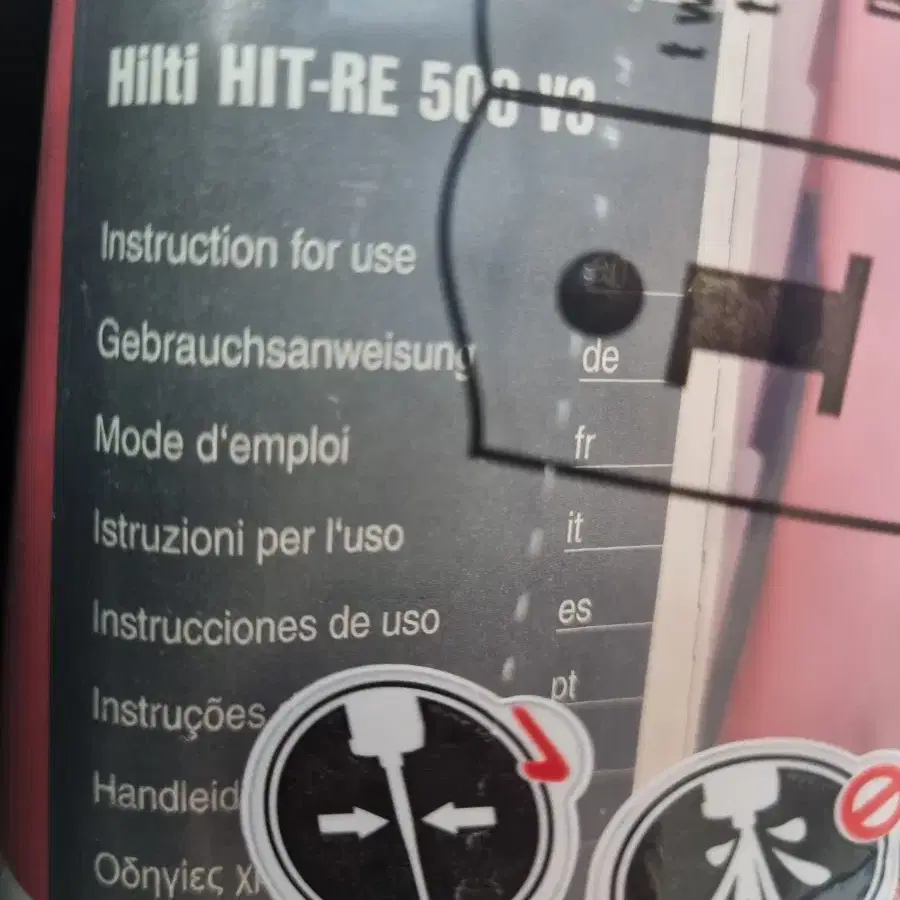 Hilti HIT-RE 500 V3
Instruction for use
Gebrauchsanweisung de
Mode d'emploi fr
Istruzioni per l'uso it
Instrucciones de uso es
Instruções pt